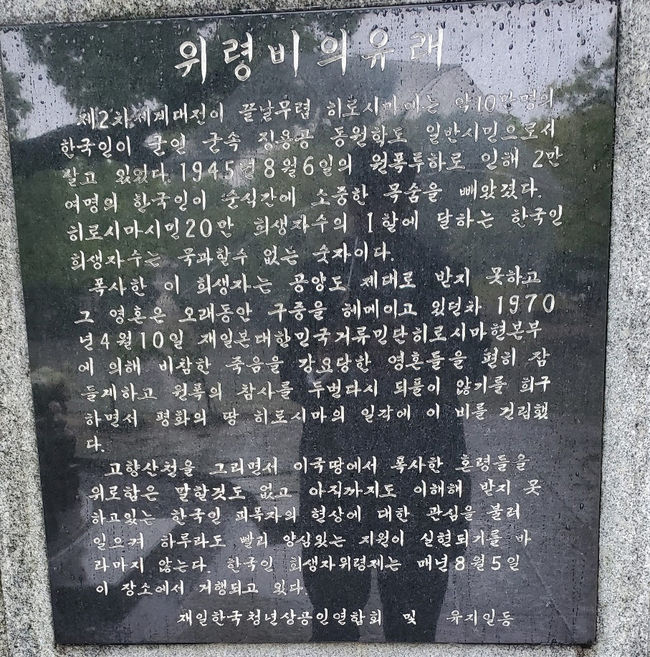 위령비의유래
제2차세계대전이 끝날무렵 히로시마에는 약10만명의
한국인이 군인 군속 징용공 동원학도 일반시민으로서
살고 있었다. 1945년8월6일의 원폭투하로 인해 2만
여명의 한국인이 순식간에 소중한 목숨을 빼앗겼다.
히로시마시민20만 희생자수의 1할에 달하는 한국인
희생자수는 묵과할수 없는 숫자이다.
폭사한 이 희생자는 공양도 제대로 받지 못하고
그 영혼은 오래동안 구중을 헤메이고 있던차 1970
년4월10일 재일본대한민국거류민단히로시마현본부
에 의해 비참한 죽음을 강요당한 영혼들을 편히 잠
들게하고 원폭의 참사를 두번다시 되풀이 않기를 희구
하면서 평화의 땅 히로시마의 일각에 이 비를 건립했
다.
고향산천을 그리면서 이국땅에서 폭사한 혼령들을
위로함은 말할것도 없고 아직까지도 이해해 받지 못
하고있는 한국인 피폭자의 현상에 대한 관심을 불러
일으켜 하루라도 빨리 양심있는 지원이 실현되기를 바
라마지 않는다. 한국인 희생자위령제는 매년8월5일
이 장소에서 거행되고 있다.
재일한국청년상공인연합회 및 유지일동